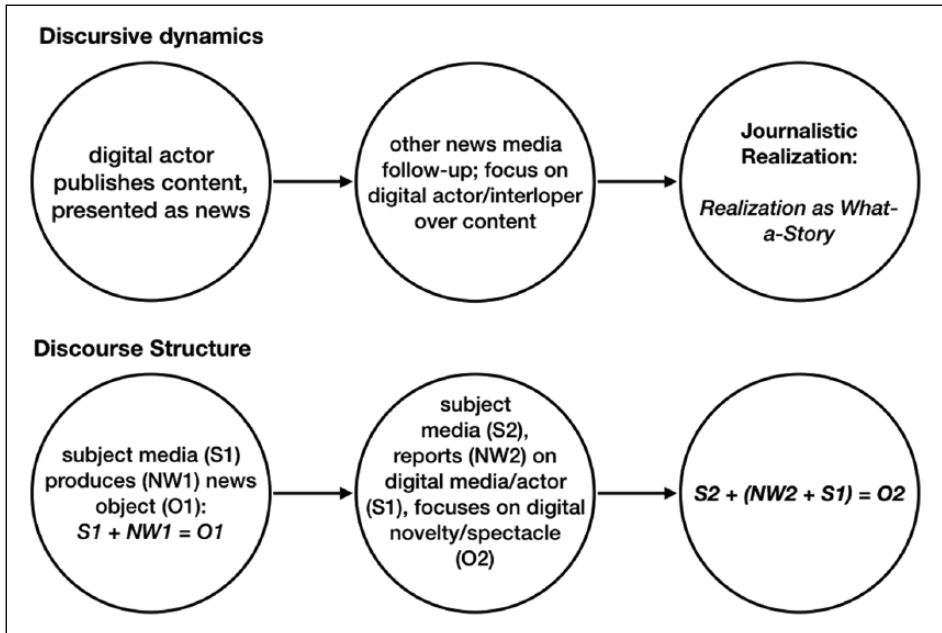 Discursive dynamics
digital actor
publishes content,
presented as news
other news media
follow-up; focus on
digital actor/interloper
over content
Journalistic
Realization:
Realization as What-
a-Story
Discourse Structure
subject media (S1)
produces (NW1) news
object (O1):
S1 + NW1 = O1
subject
media (S2),
reports (NW2) on
digital media/actor
(S1), focuses on digital
novelty/spectacle
(O2)
S2 + (NW2 + S1) = O2